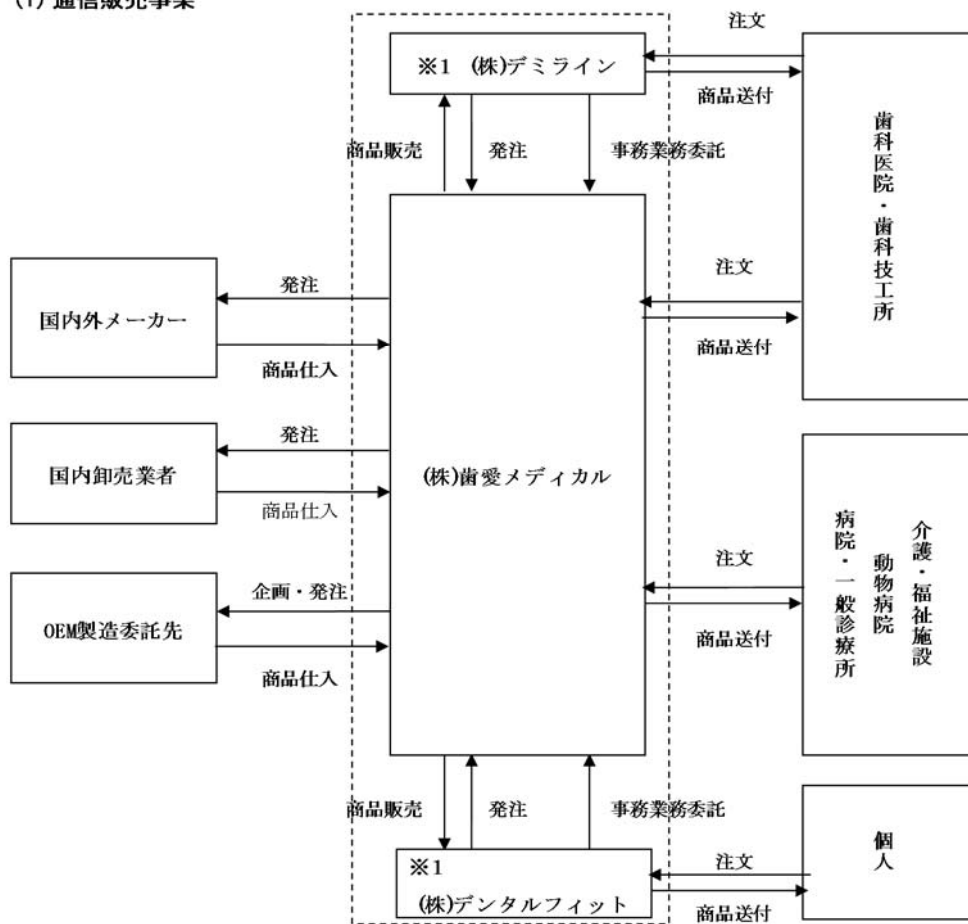 (1) 通信販売事業
注文
※1 (株)デミライン
商品送付
商品販売
発注
事務業務委託
歯科医院・歯科技工所
注文
商品送付
発注
国内外メーカー
商品仕入
発注
国内卸売業者
商品仕入
(株)歯愛メディカル
企画・発注
OEM製造委託先
商品仕入
注文
商品送付
介護・福祉施設
動物病院
病院・一般診療所
商品販売
発注
事務業務委託
※1
(株)デンタルフィット
注文
商品送付
個人